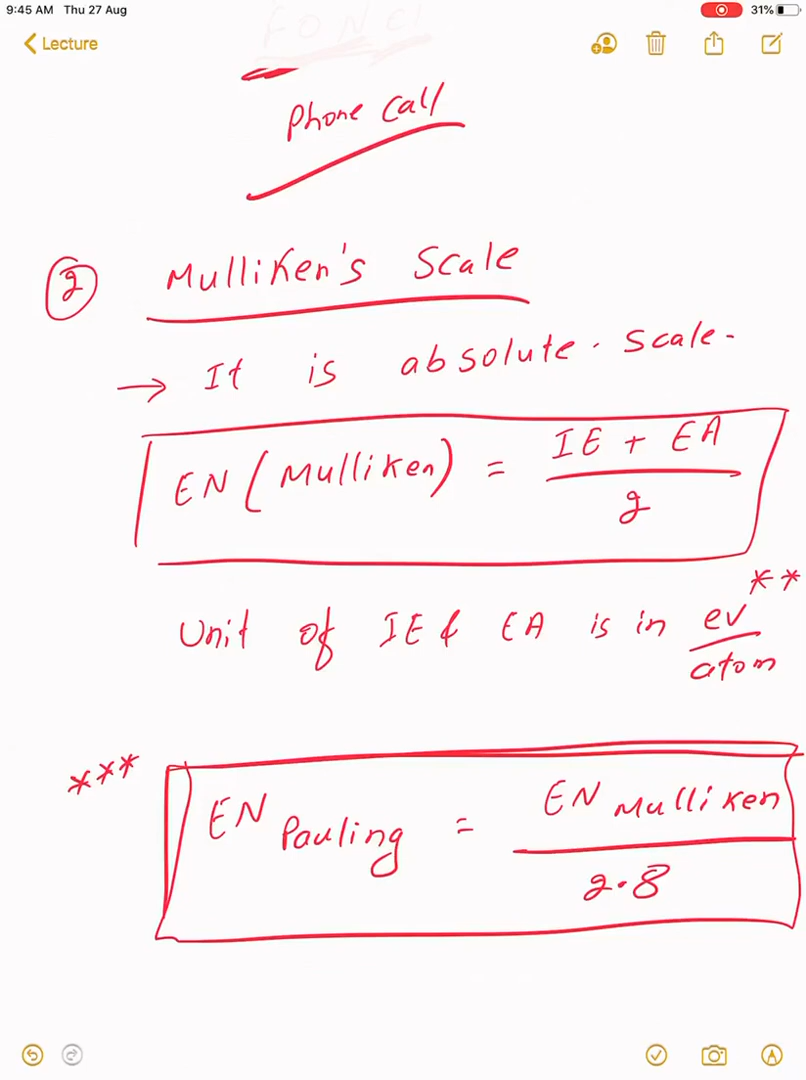 9:45 AM Thu 27 Aug
31%
Lecture
FONCl
Phone call
② Mulliken's Scale
→ It is absolute. scale.
EN (Mulliken) = IE + EA / 2
Unit of IE & EA is in ev / atom **
*** EN Pauling = EN Mulliken / 2.8